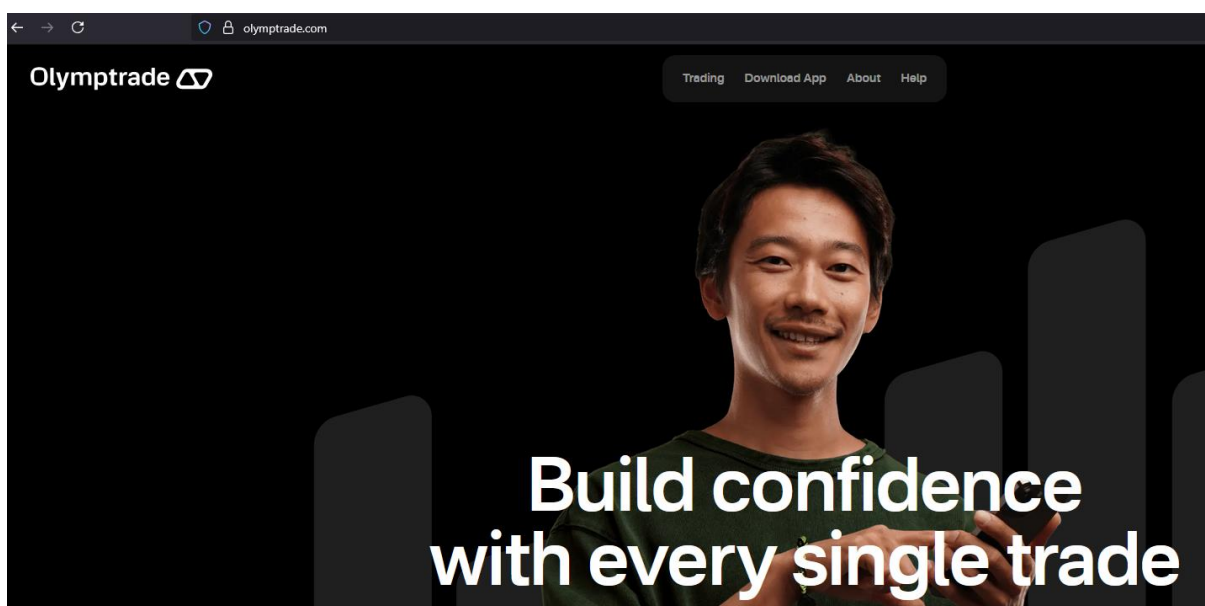 olymptrade.com
Olymptrade
Trading Download App About Help
Build confidence
with every single trade